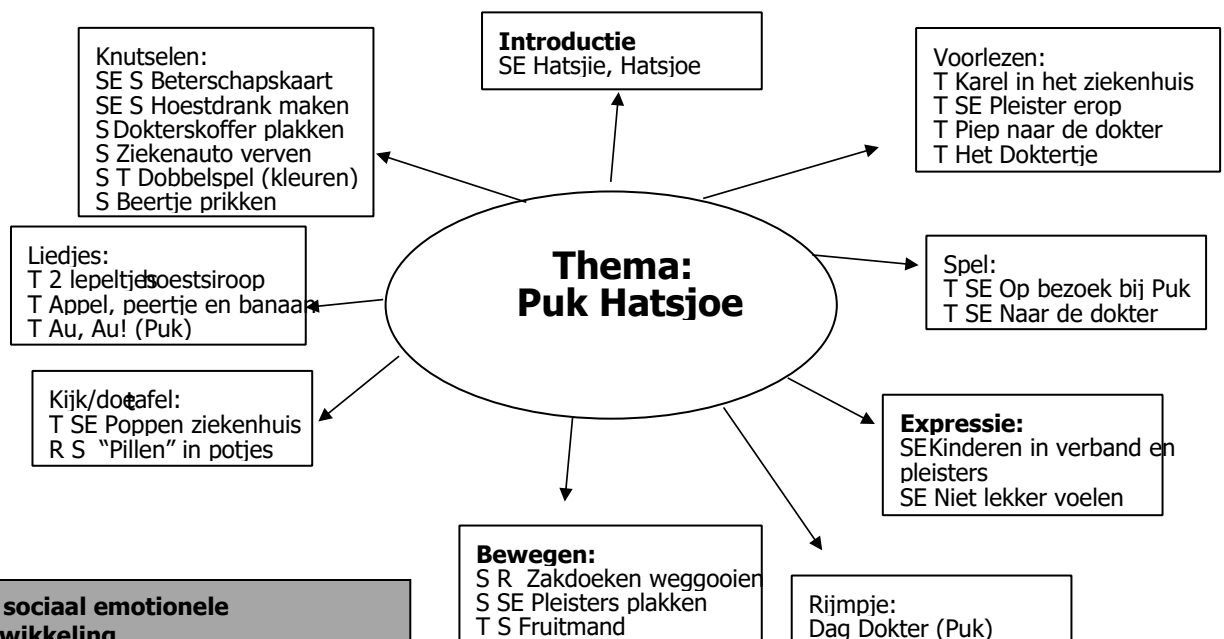 Knutselen:
SE S Beterschapskaart
SE S Hoestdrank maken
S Dokterskoffer plakken
S Ziekenauto verven
S T Dobbelspel (kleuren)
S Beertje prikken
Introductie
SE Hatsjie, Hatsjoe
Voorlezen:
T Karel in het ziekenhuis
T SE Pleister erop
T Piep naar de dokter
T Het Doktertje
Liedjes:
T 2 lepeltjes hoestsiroop
T Appel, peertje en banaan
T Au, Au! (Puk)
Thema:
Puk Hatsjoe
Spel:
T SE Op bezoek bij Puk
T SE Naar de dokter
Kijk/doetafel:
T SE Poppen ziekenhuis
R S "Pillen" in potjes
Expressie:
SE Kinderen in verband en
pleisters
SE Niet lekker voelen
Bewegen:
S R Zakdoeken weggooien
S SE Pleisters plakken
T S Fruitmand
Rijmpje:
Dag Dokter (Puk)
sociaal emotionele
wikkeling